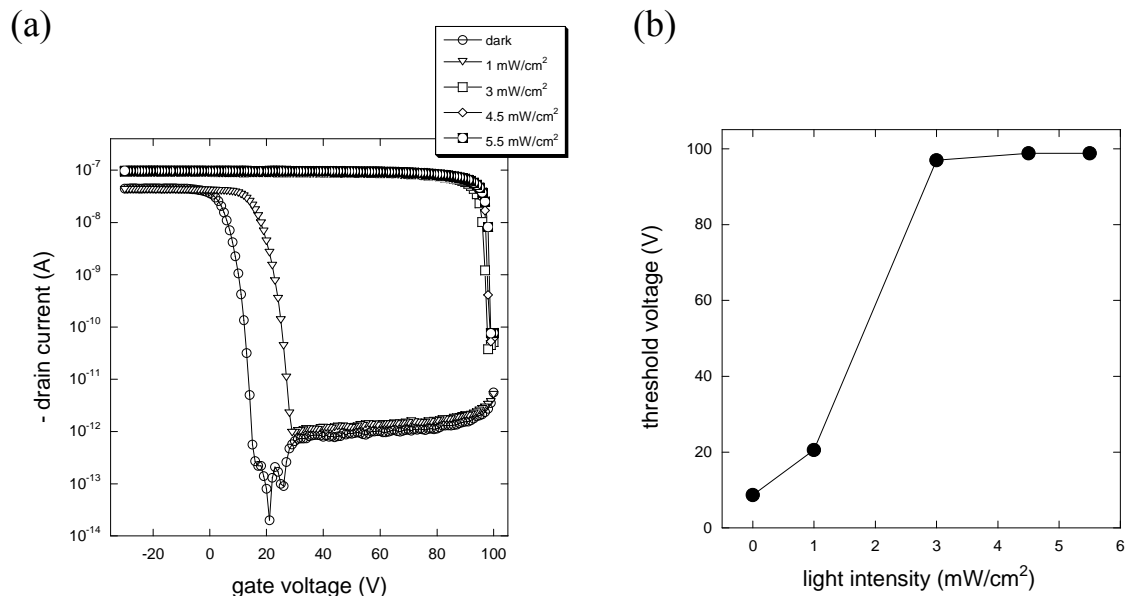 (a)
(b)
dark
1 mW/cm²
3 mW/cm²
4.5 mW/cm²
5.5 mW/cm²
- drain current (A)
10⁻⁷
10⁻⁸
10⁻⁹
10⁻¹⁰
10⁻¹¹
10⁻¹²
10⁻¹³
10⁻¹⁴
-20 0 20 40 60 80 100
gate voltage (V)
threshold voltage (V)
100
80
60
40
20
0
0 1 2 3 4 5 6
light intensity (mW/cm²)